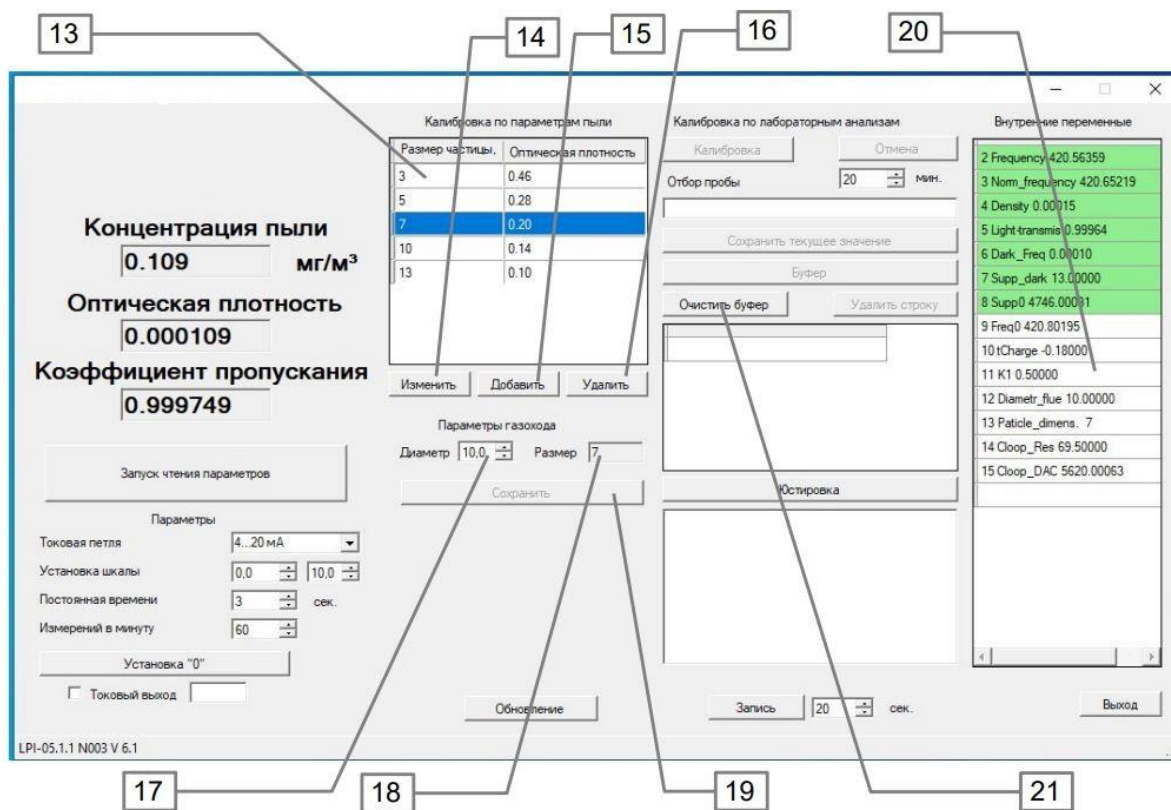 13
14
15
16
20
Калибровка по параметрам пыли
Размер частицы, Оптическая плотность
3 0.46
5 0.28
7 0.20
10 0.14
13 0.10
Изменить Добавить Удалить
Параметры газохода
Диаметр 10,0 Размер 7
Сохранить
Концентрация пыли
0.109 мг/м³
Оптическая плотность
0.000109
Коэффициент пропускания
0.999749
Запуск чтения параметров
Параметры
Токовая петля 4...20 мА
Установка шкалы 0,0 10,0
Постоянная времени 3 сек.
Измерений в минуту 60
Установка "0"
Токовый выход
Обновление
Калибровка по лабораторным анализам
Калибровка Отмена
Отбор пробы 20 мин.
Сохранить текущее значение
Буфер
Очистить буфер Удалить строку
Юстировка
Запись 20 сек.
Внутренние переменные
2 Frequency 420.56359
3 Norm_frequency 420.65219
4 Density 0.00015
5 Light-transmis 0.99964
6 Dark_Freq 0.00010
7 Supp_dark 13.00000
8 Supp0 4746.00031
9 Freq0 420.80195
10 tCharge -0.18000
11 K1 0.50000
12 Diametr_flue 10.00000
13 Paticle_dimens. 7
14 Cloop_Res 69.50000
15 Cloop_DAC 5620.00063
Выход
LPI-05.1.1 N003 V 6.1
17
18
19
21